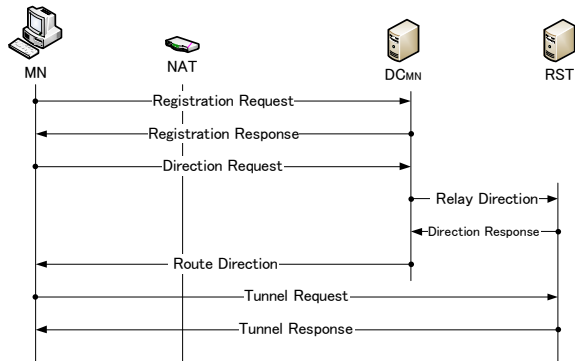 MN
NAT
DCMN
RST
Registration Request
Registration Response
Direction Request
Relay Direction
Direction Response
Route Direction
Tunnel Request
Tunnel Response